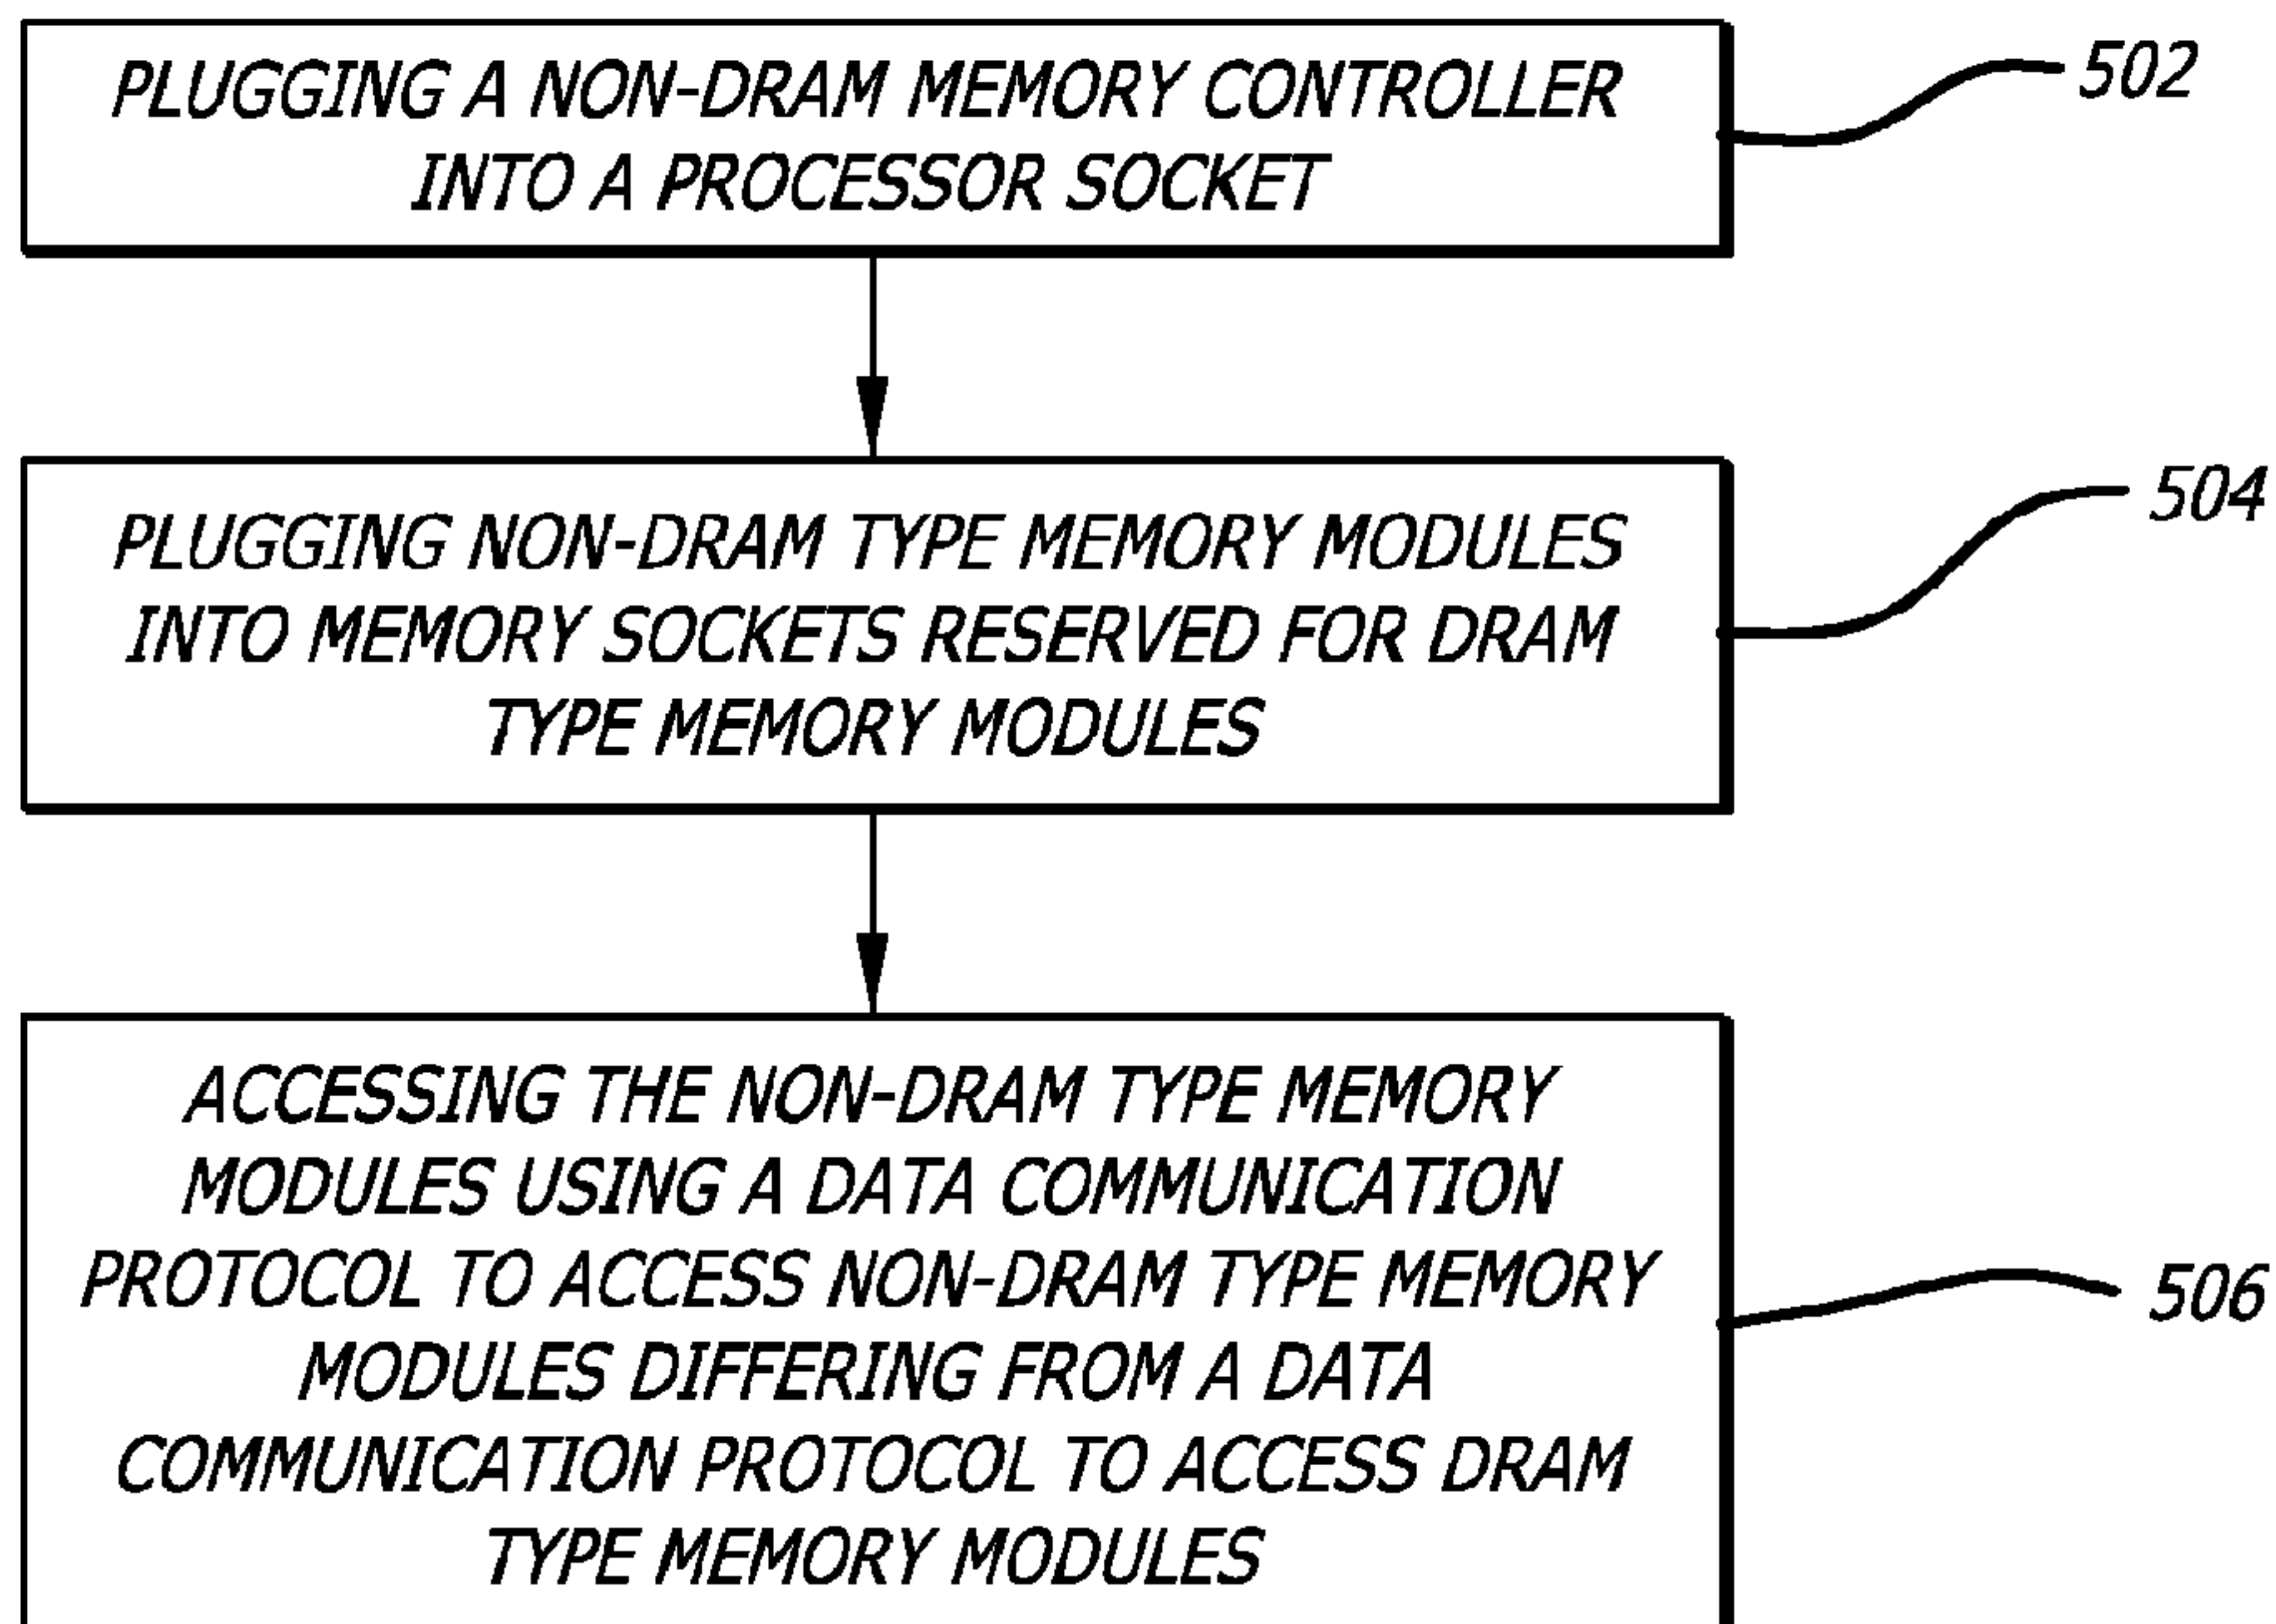 PLUGGING A NON-DRAM MEMORY CONTROLLER
INTO A PROCESSOR SOCKET
502
PLUGGING NON-DRAM TYPE MEMORY MODULES
INTO MEMORY SOCKETS RESERVED FOR DRAM
TYPE MEMORY MODULES
504
ACCESSING THE NON-DRAM TYPE MEMORY
MODULES USING A DATA COMMUNICATION
PROTOCOL TO ACCESS NON-DRAM TYPE MEMORY
MODULES DIFFERING FROM A DATA
COMMUNICATION PROTOCOL TO ACCESS DRAM
TYPE MEMORY MODULES
506